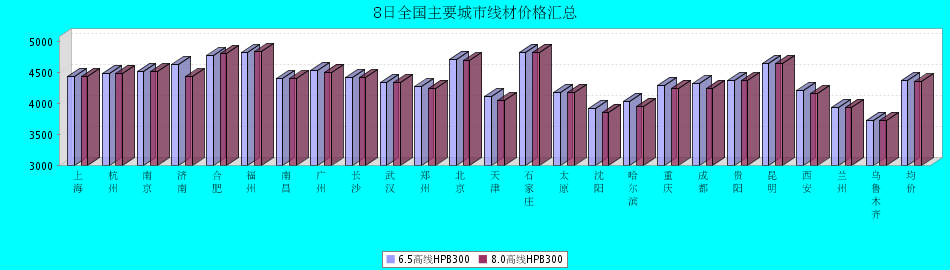 8日全国主要城市线材价格汇总
5000
4500
4000
3500
3000
上海
杭州
南京
济南
合肥
福州
南昌
广州
长沙
武汉
郑州
北京
天津
石家庄
太原
沈阳
哈尔滨
重庆
成都
贵阳
昆明
西安
兰州
乌鲁木齐
均价
6.5高线HPB300 8.0高线HPB300